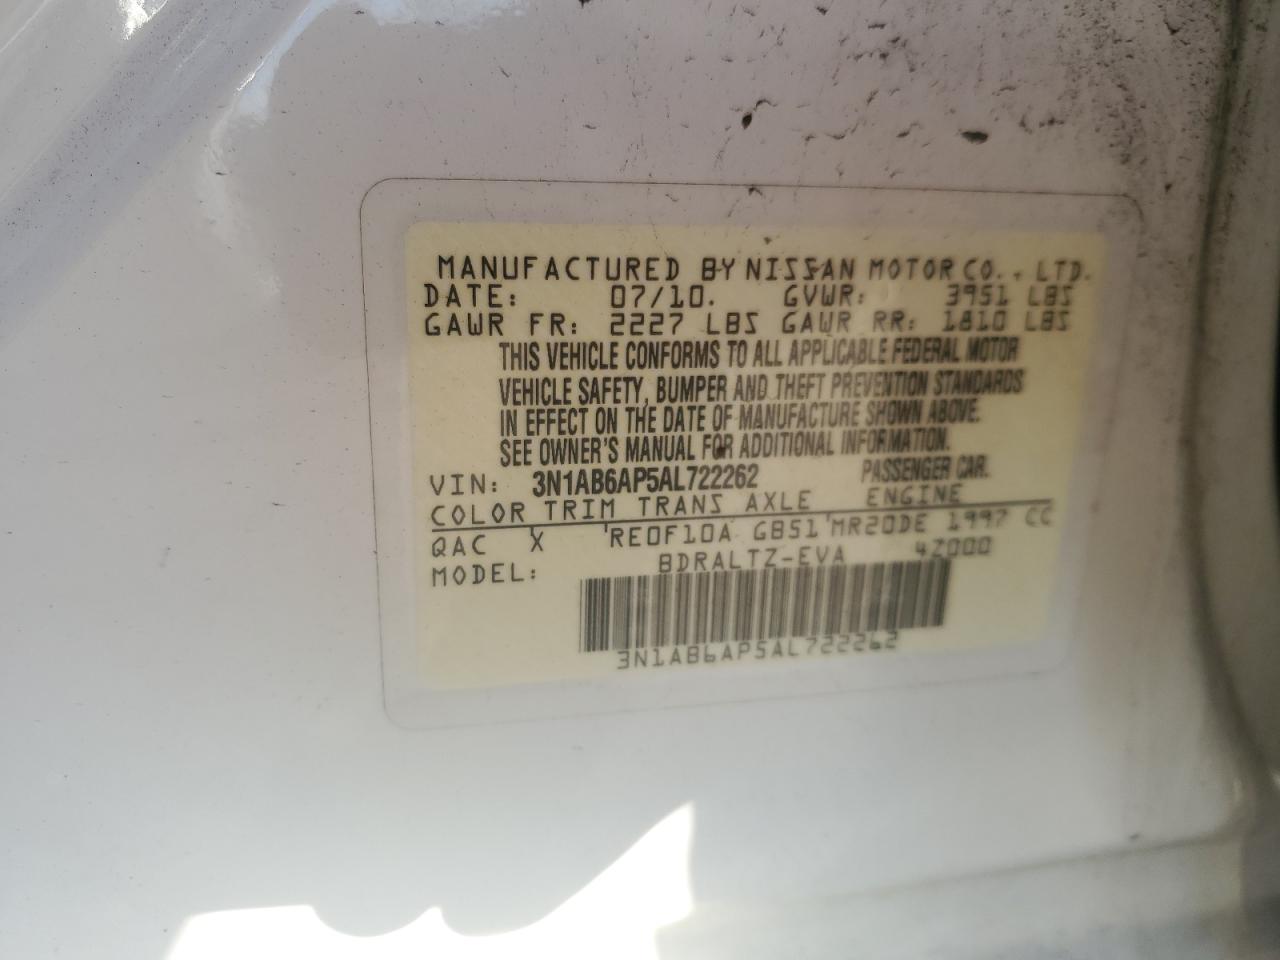 MANUFACTURED BY NISSAN MOTOR CO., LTD.
DATE: 07/10. GVWR: 3951 LBS
GAWR FR: 2227 LBS GAWR RR: 1810 LBS
THIS VEHICLE CONFORMS TO ALL APPLICABLE FEDERAL MOTOR
VEHICLE SAFETY, BUMPER AND THEFT PREVENTION STANDARDS
IN EFFECT ON THE DATE OF MANUFACTURE SHOWN ABOVE.
SEE OWNER'S MANUAL FOR ADDITIONAL INFORMATION.
VIN: 3N1AB6AP5AL722262 PASSENGER CAR.
COLOR TRIM TRANS AXLE ENGINE
QAC X RE0F10A GB51 MR20DE 1997 CC
MODEL: BDRALTZ-EVA 4Z000
3N1AB6AP5AL722262